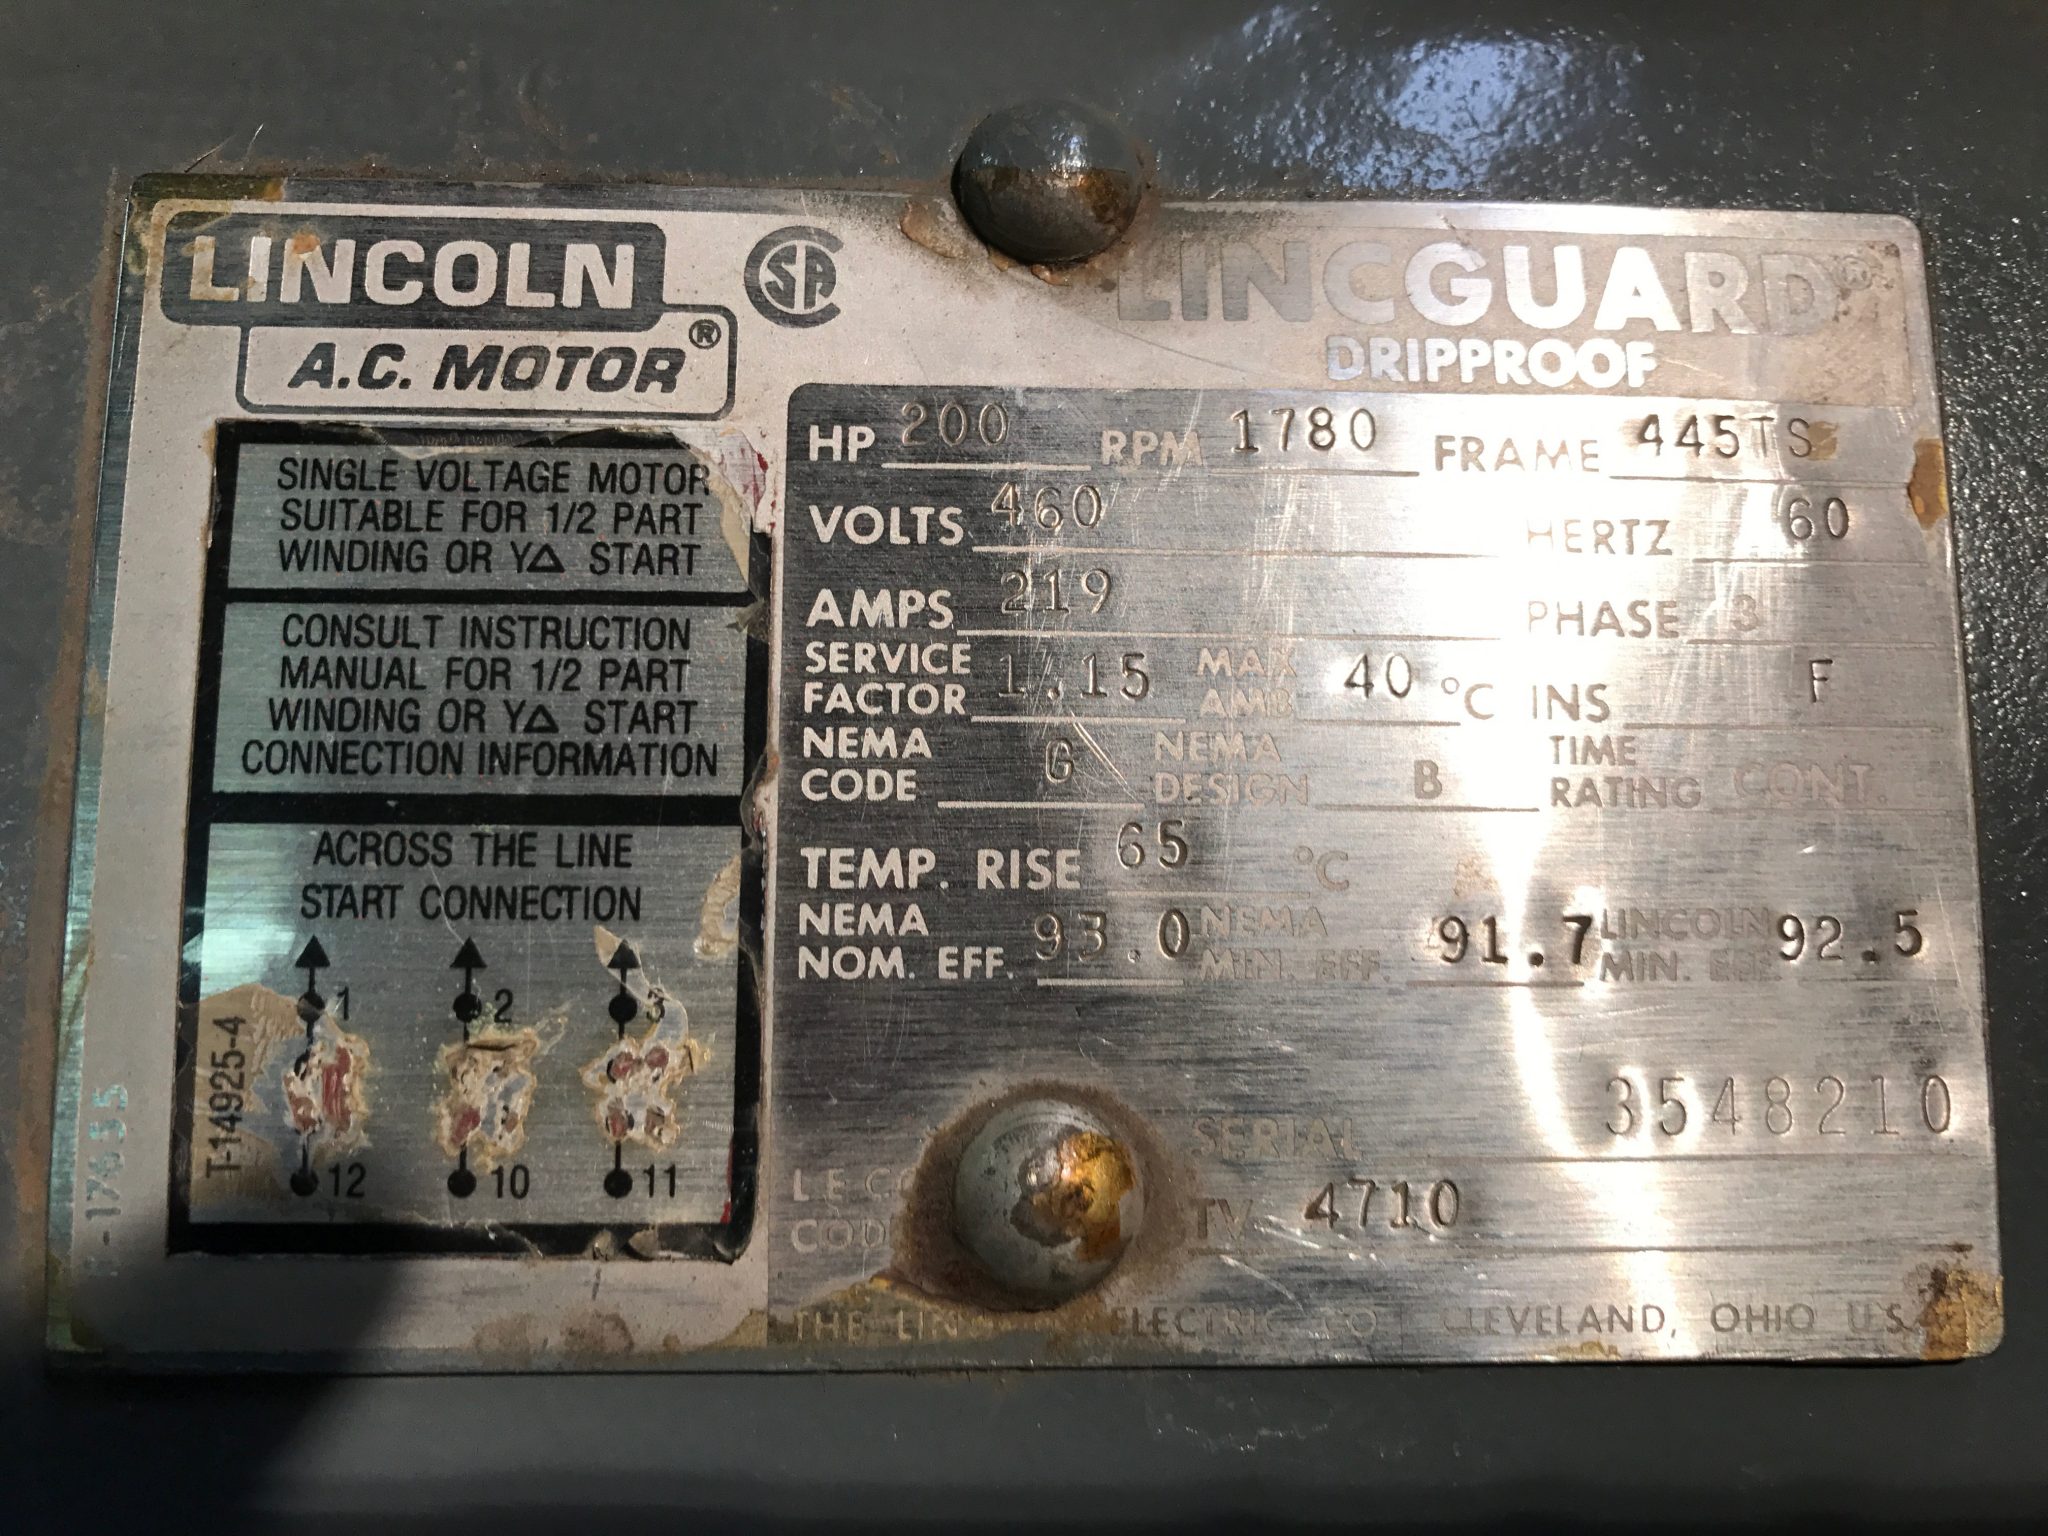 LINCOLN
A.C. MOTOR®
SA
LINCGUARD®
DRIPPROOF
SINGLE VOLTAGE MOTOR
SUITABLE FOR 1/2 PART
WINDING OR Y△ START
CONSULT INSTRUCTION
MANUAL FOR 1/2 PART
WINDING OR Y△ START
CONNECTION INFORMATION
ACROSS THE LINE
START CONNECTION
1 2 3
12 10 11
T-14925-4
HP 200 RPM 1780 FRAME 445TS
VOLTS 460 HERTZ 60
AMPS 219 PHASE 3
SERVICE FACTOR 1.15 MAX AMB 40 °C INS F
NEMA CODE G NEMA DESIGN B TIME RATING CONT.
TEMP. RISE 65 °C
NEMA NOM. EFF. 93.0 NEMA MIN. EFF. 91.7 LINCOLN MIN. EFF. 92.5
SERIAL 3548210
TV 4710
THE ELECTRIC CO CLEVELAND, OHIO U.S.